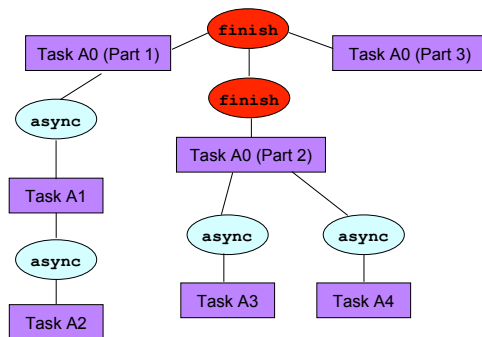 finish
Task A0 (Part 1)
Task A0 (Part 3)
finish
async
Task A0 (Part 2)
Task A1
async
async
async
Task A3
Task A4
Task A2